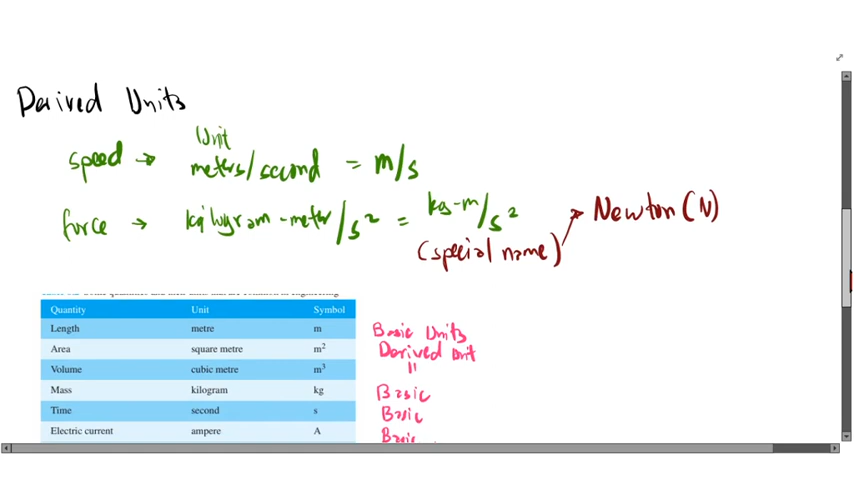 Derived Units
Unit
speed → meters/second = m/s
force → kilogram-meter/s² = kg-m/s² → Newton (N)
(special name)
Quantity Unit Symbol
Length metre m Basic Units
Area square metre m² Derived Unit
Volume cubic metre m³ "
Mass kilogram kg Basic
Time second s Basic
Electric current ampere A Basic